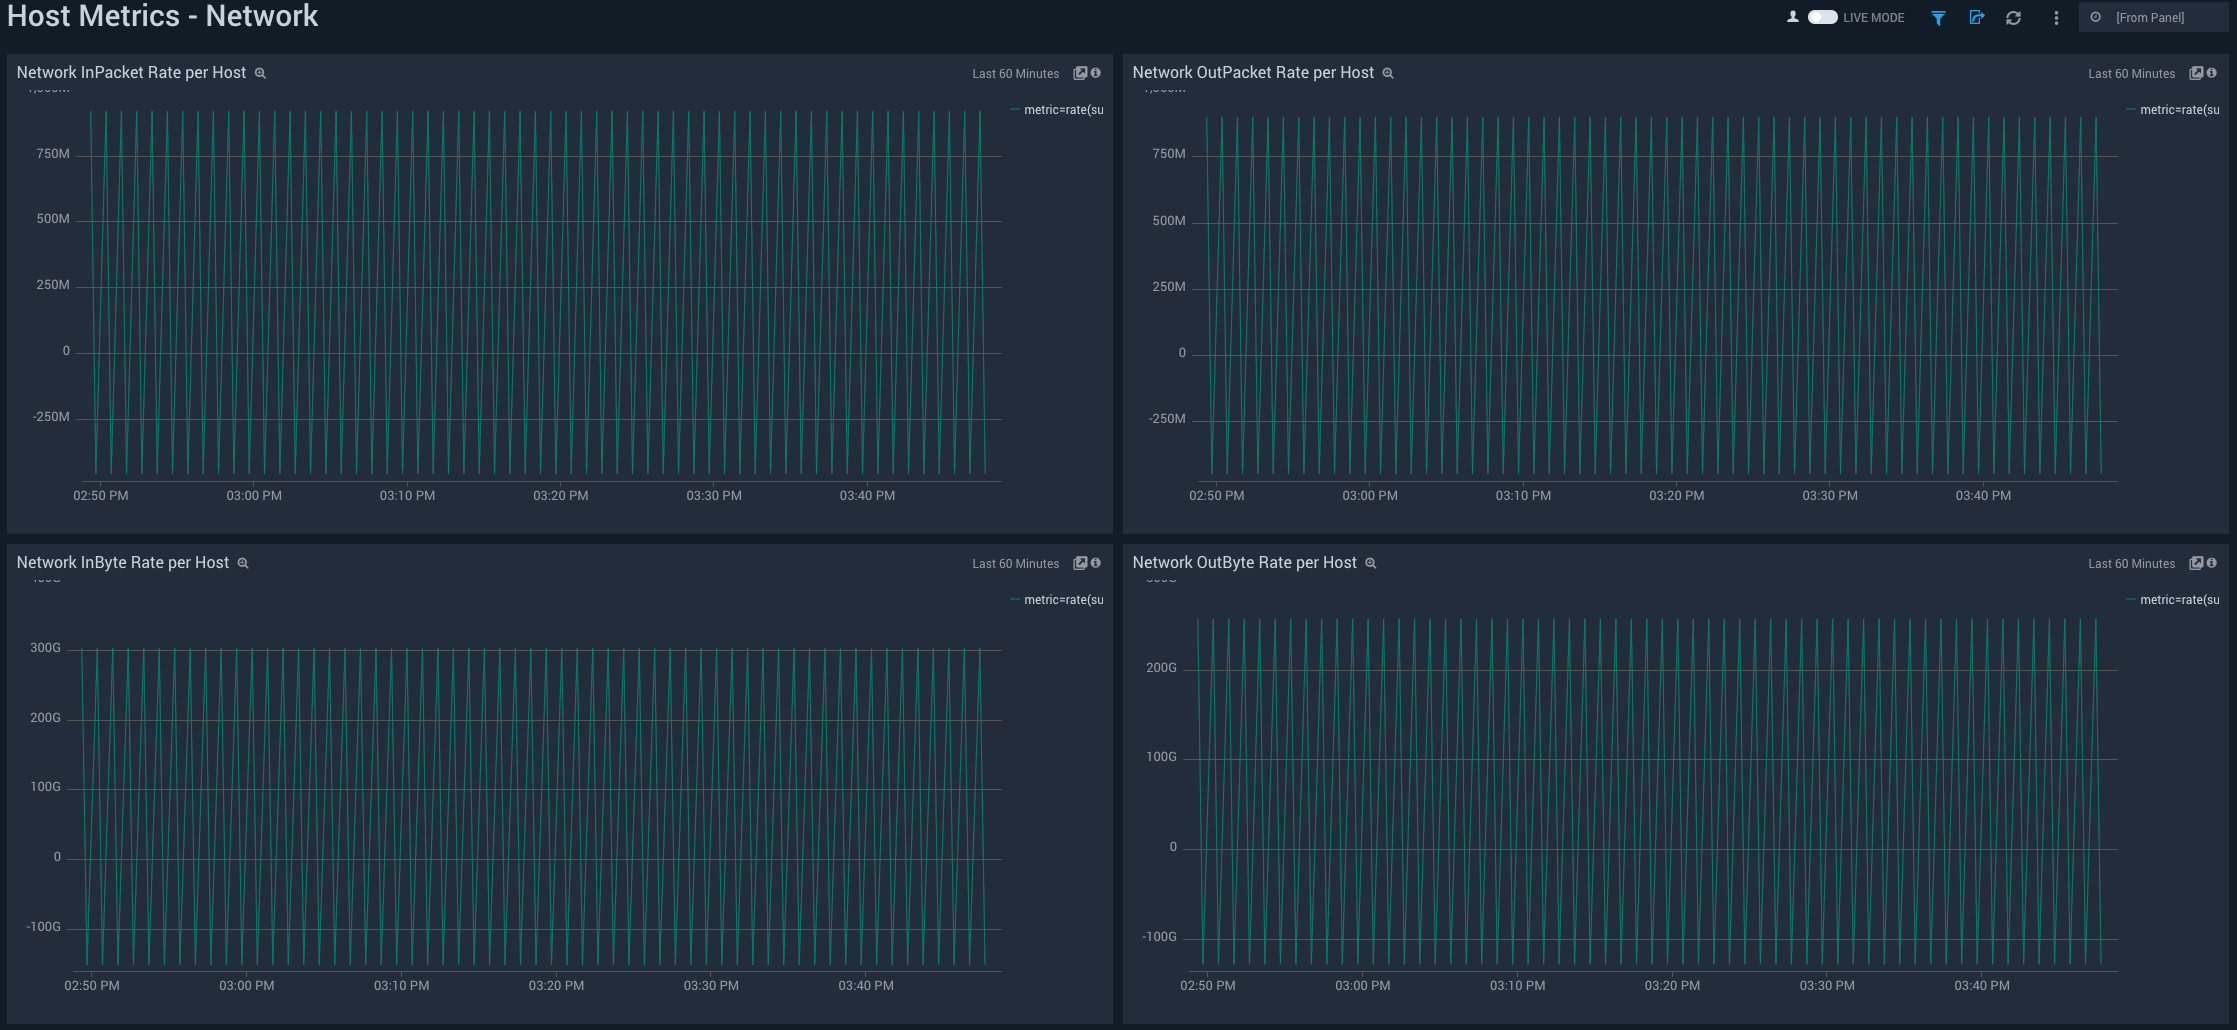 Host Metrics - Network
LIVE MODE
[From Panel]
Network InPacket Rate per Host
Last 60 Minutes
metric=rate(su
750M
500M
250M
0
-250M
02:50 PM 03:00 PM 03:10 PM 03:20 PM 03:30 PM 03:40 PM
Network OutPacket Rate per Host
Last 60 Minutes
metric=rate(su
750M
500M
250M
0
-250M
02:50 PM 03:00 PM 03:10 PM 03:20 PM 03:30 PM 03:40 PM
Network InByte Rate per Host
Last 60 Minutes
metric=rate(su
300G
200G
100G
0
-100G
02:50 PM 03:00 PM 03:10 PM 03:20 PM 03:30 PM 03:40 PM
Network OutByte Rate per Host
Last 60 Minutes
metric=rate(su
200G
100G
0
-100G
02:50 PM 03:00 PM 03:10 PM 03:20 PM 03:30 PM 03:40 PM